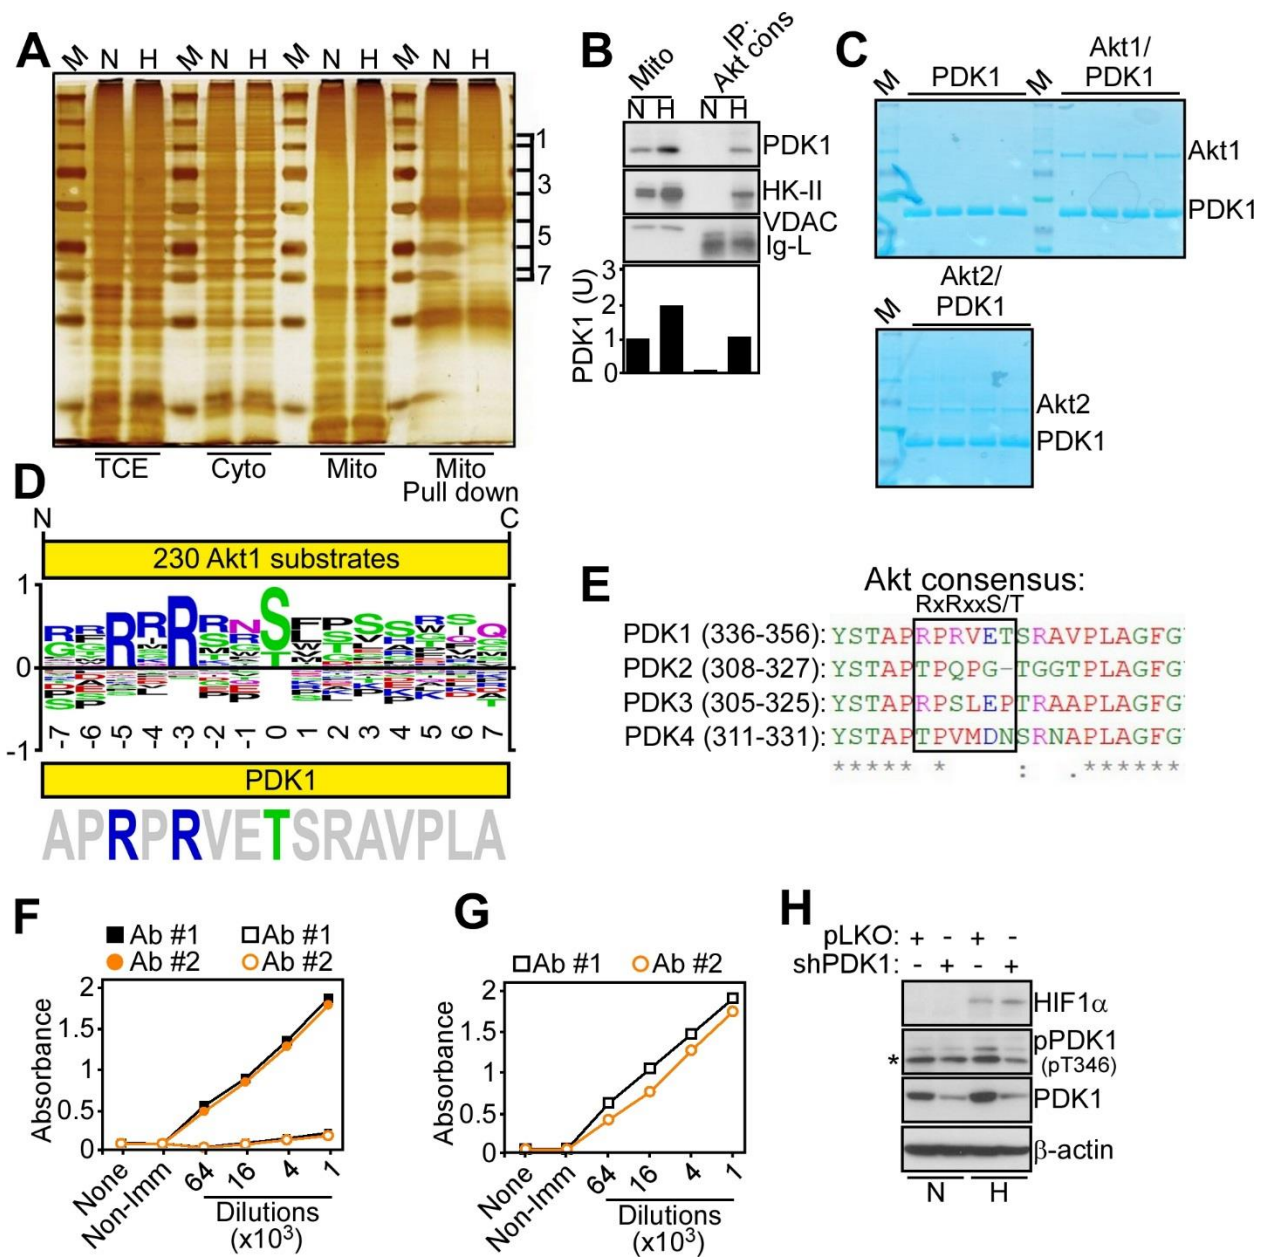 A
M N H M N H M N H M N H
1
3
5
7
TCE Cyto Mito Mito
Pull down
B
Mito IP: Akt cons
N H N H
PDK1
HK-II
VDAC
Ig-L
PDK1 (U)
3
2
1
0
C
M PDK1 M Akt1/
PDK1
Akt1
PDK1
M Akt2/
PDK1
Akt2
PDK1
D
N C
230 Akt1 substrates
1
0
-1
-7 -6 -5 -4 -3 -2 -1 0 1 2 3 4 5 6 7
PDK1
APRPRVETSRAVPLA
E
Akt consensus:
RxRxxS/T
PDK1 (336-356): YSTAPRPRVETSRAVPLAGFG
PDK2 (308-327): YSTAPTPQPG-TGGTPLAGFG
PDK3 (305-325): YSTAPRPSLEPTRAAPLAGFG
PDK4 (311-331): YSTAPTPVMDNSRNAPLAGFG
***** * : .******
F
Ab #1 Ab #1
Ab #2 Ab #2
Absorbance
2
1.5
1
0.5
0
None Non-Imm 64 16 4 1
Dilutions
(x10³)
G
Ab #1 Ab #2
Absorbance
2
1.5
1
0.5
0
None Non-Imm 64 16 4 1
Dilutions
(x10³)
H
pLKO: + - + -
shPDK1: - + - +
HIF1α
pPDK1
* (pT346)
PDK1
β-actin
N H